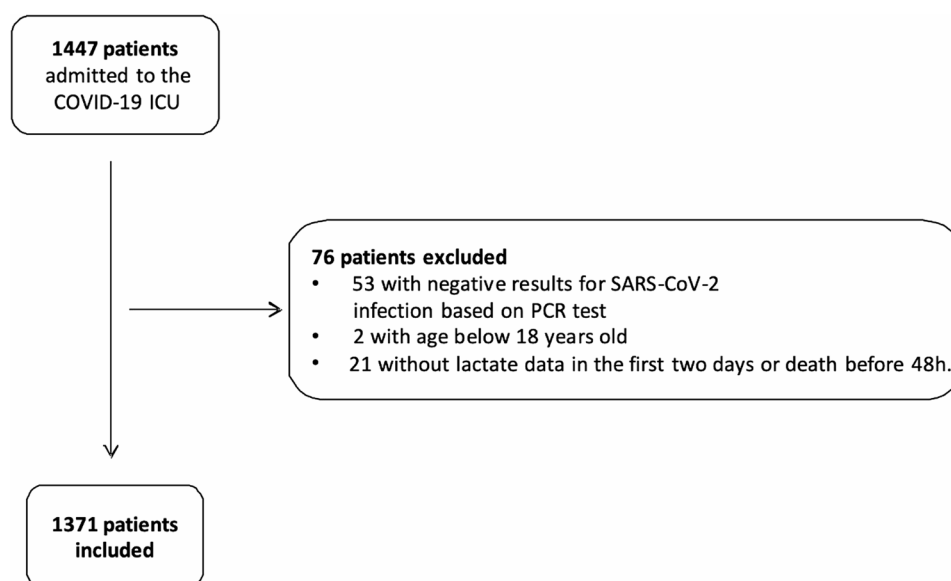 1447 patients
admitted to the
COVID-19 ICU
76 patients excluded
• 53 with negative results for SARS-CoV-2
infection based on PCR test
• 2 with age below 18 years old
• 21 without lactate data in the first two days or death before 48h.
1371 patients
included